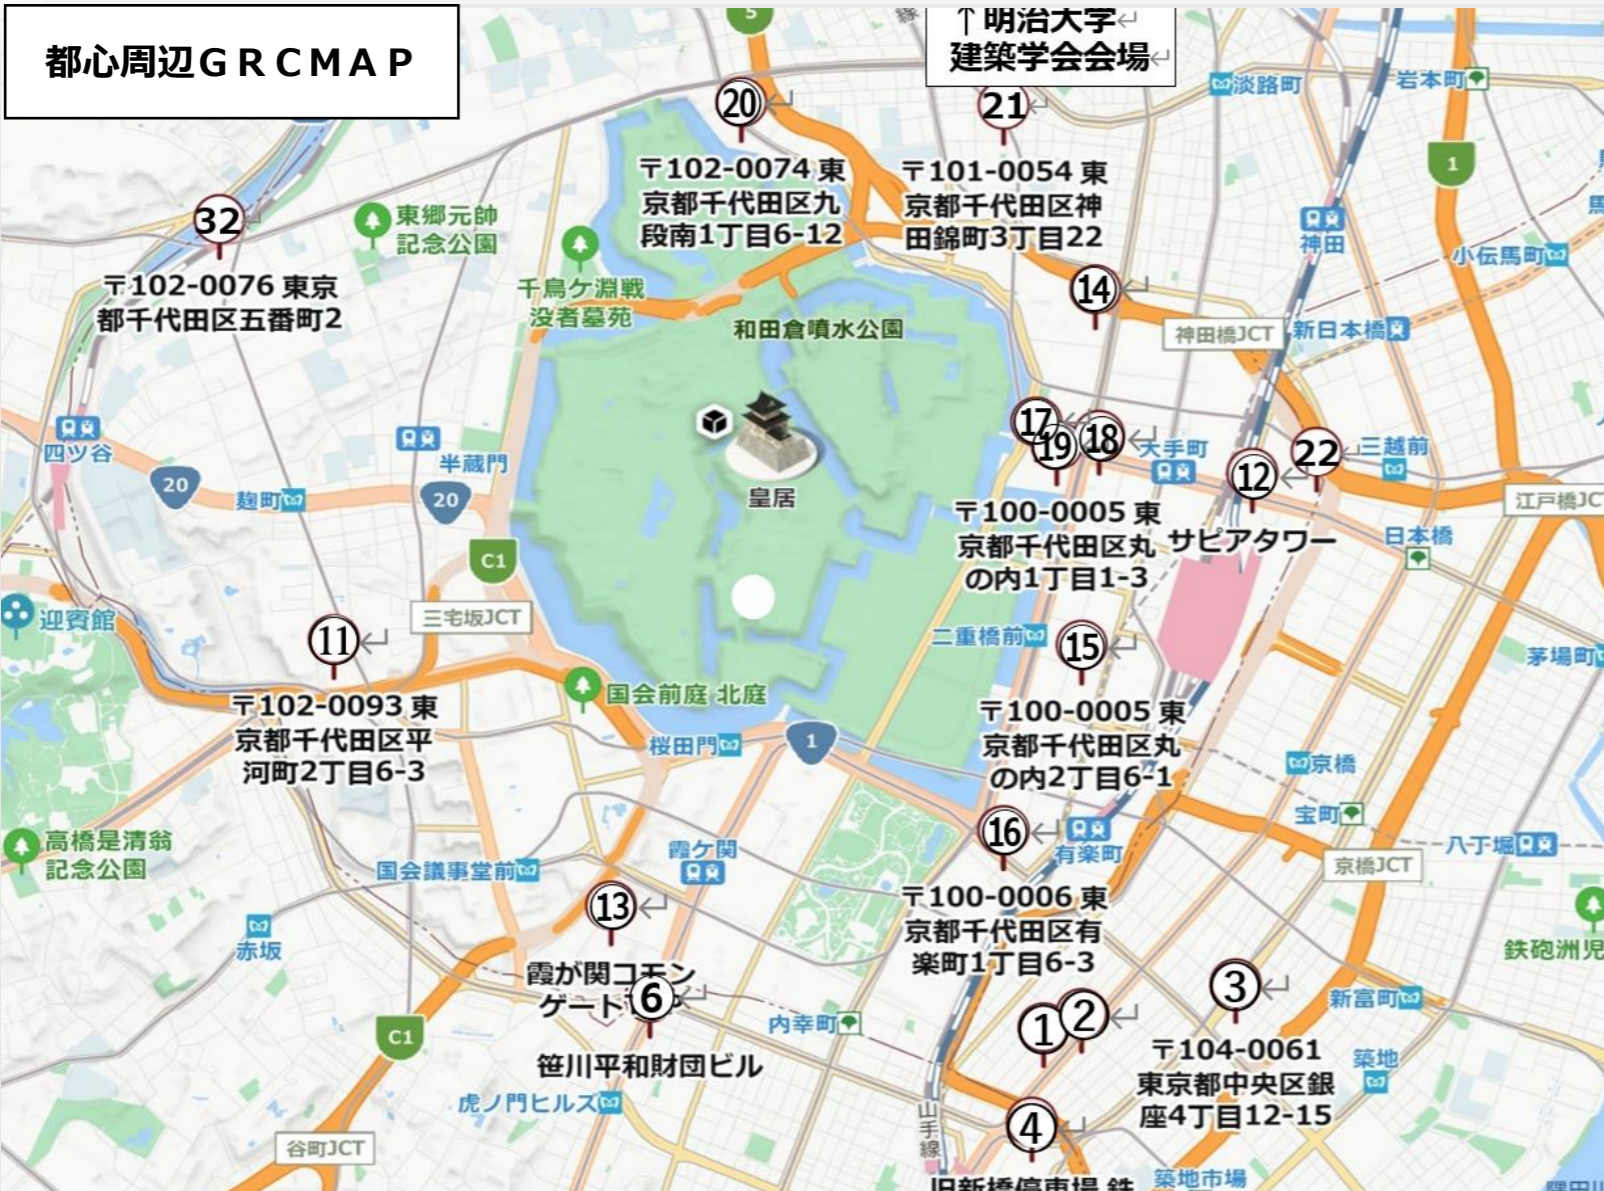 都心周辺ＧＲＣＭＡＰ
↑明治大学
建築学会会場
5
淡路町
岩本町
20
21
1
〒102-0074 東
京都千代田区九
段南1丁目6-12
〒101-0054 東
京都千代田区神
田錦町3丁目22
32
東郷元帥
記念公園
神田
小伝馬町
〒102-0076 東京
都千代田区五番町2
千鳥ケ淵戦
没者墓苑
14
和田倉噴水公園
神田橋JCT
新日本橋
四ツ谷
20
麹町
半蔵門
20
皇居
17
19
18
大手町
12
22
三越前
江戸橋JCT
日本橋
C1
〒100-0005 東
京都千代田区丸
の内1丁目1-3
サピアタワー
迎賓館
三宅坂JCT
11
二重橋前
15
茅場町
国会前庭 北庭
〒102-0093 東
京都千代田区平
河町2丁目6-3
桜田門
1
〒100-0005 東
京都千代田区丸
の内2丁目6-1
京橋
宝町
16
有楽町
京橋JCT
八丁堀
高橋是清翁
記念公園
国会議事堂前
霞ケ関
13
〒100-0006 東
京都千代田区有
楽町1丁目6-3
赤坂
鉄砲洲児
霞が関コモン
ゲート
6
3
新富町
1
2
内幸町
C1
笹川平和財団ビル
〒104-0061
東京都中央区銀
座4丁目12-15
築地
虎ノ門ヒルズ
4
山手線
谷町JCT
旧新橋停車場 鉄
築地市場
隅田川